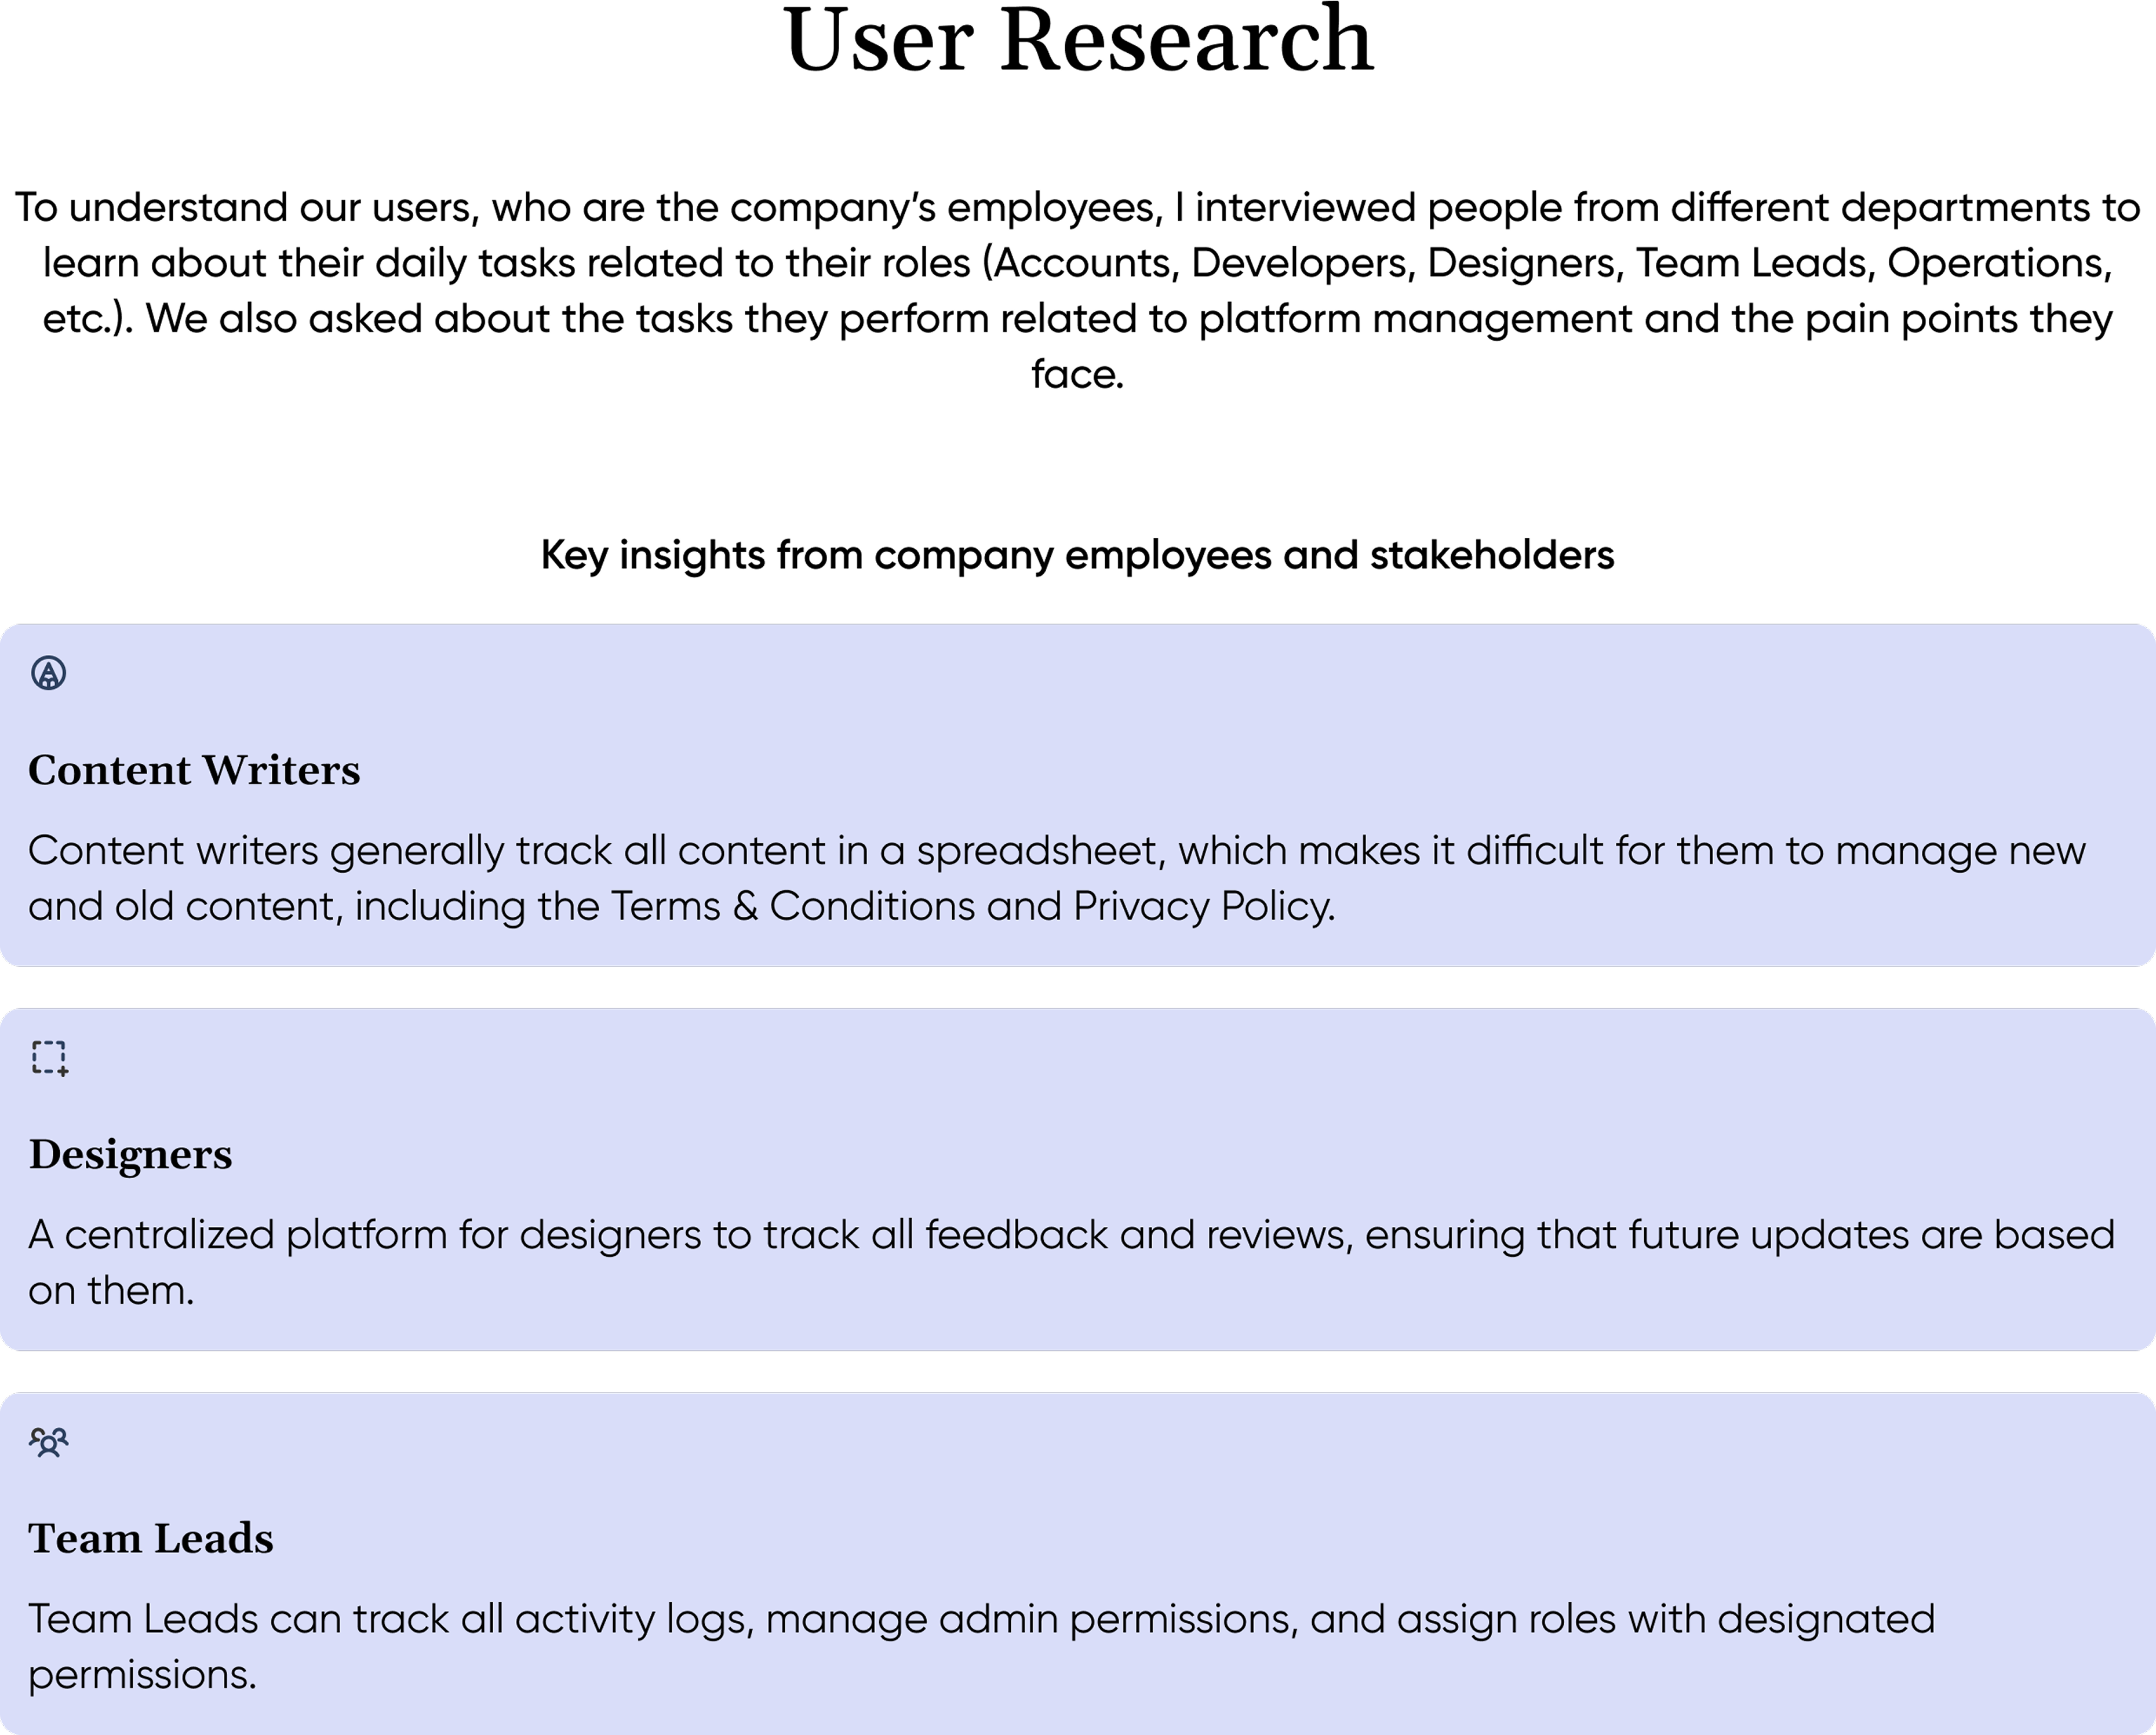 User Research
To understand our users, who are the company’s employees, I interviewed people from different departments to
learn about their daily tasks related to their roles (Accounts, Developers, Designers, Team Leads, Operations,
etc.). We also asked about the tasks they perform related to platform management and the pain points they
face.
Key insights from company employees and stakeholders
Content Writers
Content writers generally track all content in a spreadsheet, which makes it difficult for them to manage new
and old content, including the Terms & Conditions and Privacy Policy.
Designers
A centralized platform for designers to track all feedback and reviews, ensuring that future updates are based
on them.
Team Leads
Team Leads can track all activity logs, manage admin permissions, and assign roles with designated
permissions.